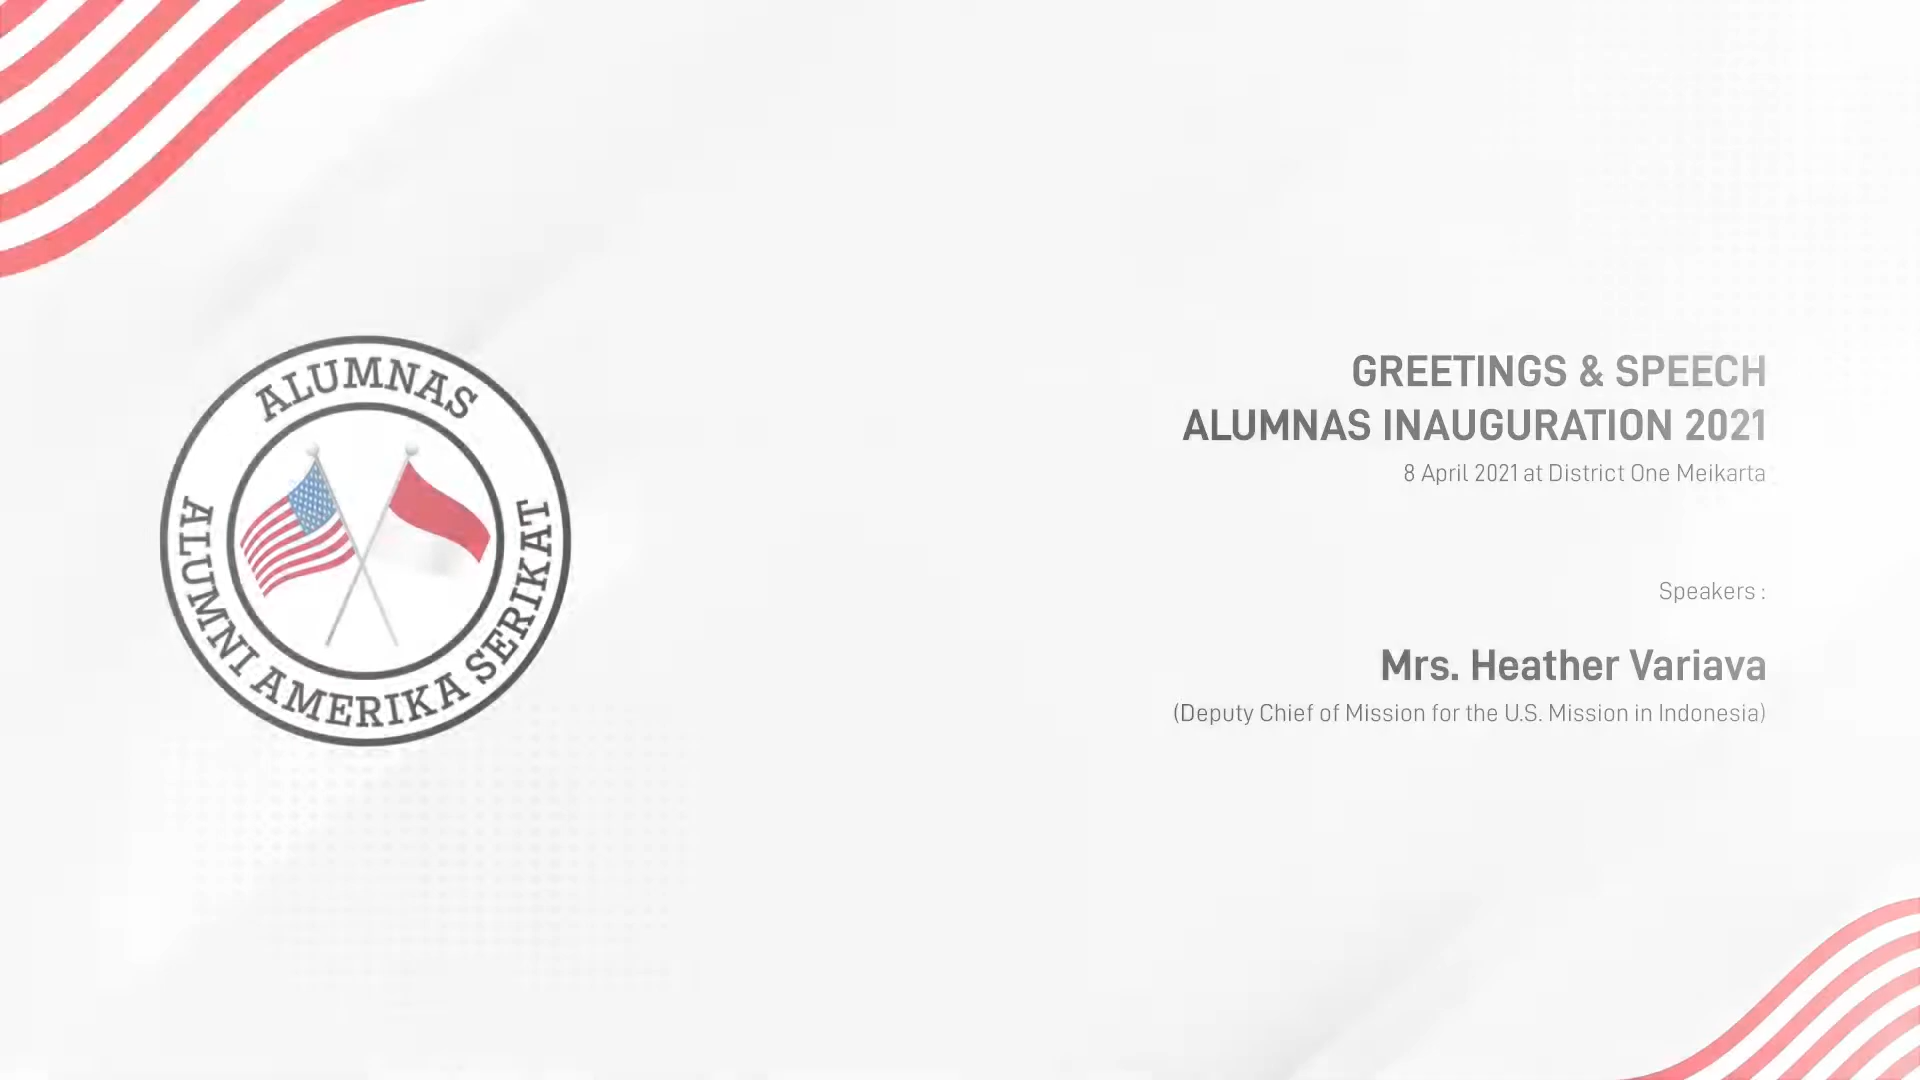 ALUMNAS
ALUMNI AMERIKA SERIKAT
GREETINGS & SPEECH
ALUMNAS INAUGURATION 2021
8 April 2021 at District One Meikarta
Speakers :
Mrs. Heather Variava
(Deputy Chief of Mission for the U.S. Mission in Indonesia)